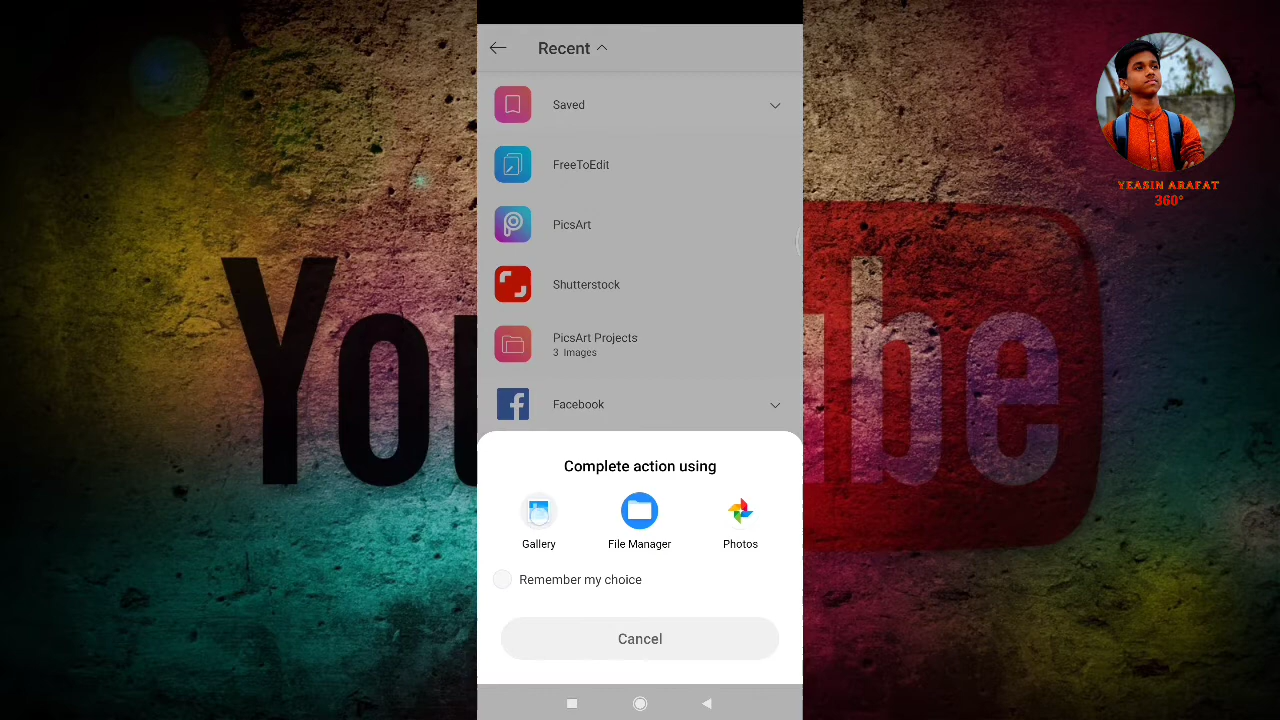 YouTube
YEASIN ARAFAT
360°
Recent
Saved
FreeToEdit
PicsArt
Shutterstock
PicsArt Projects
3 Images
Facebook
Complete action using
Gallery
File Manager
Photos
Remember my choice
Cancel